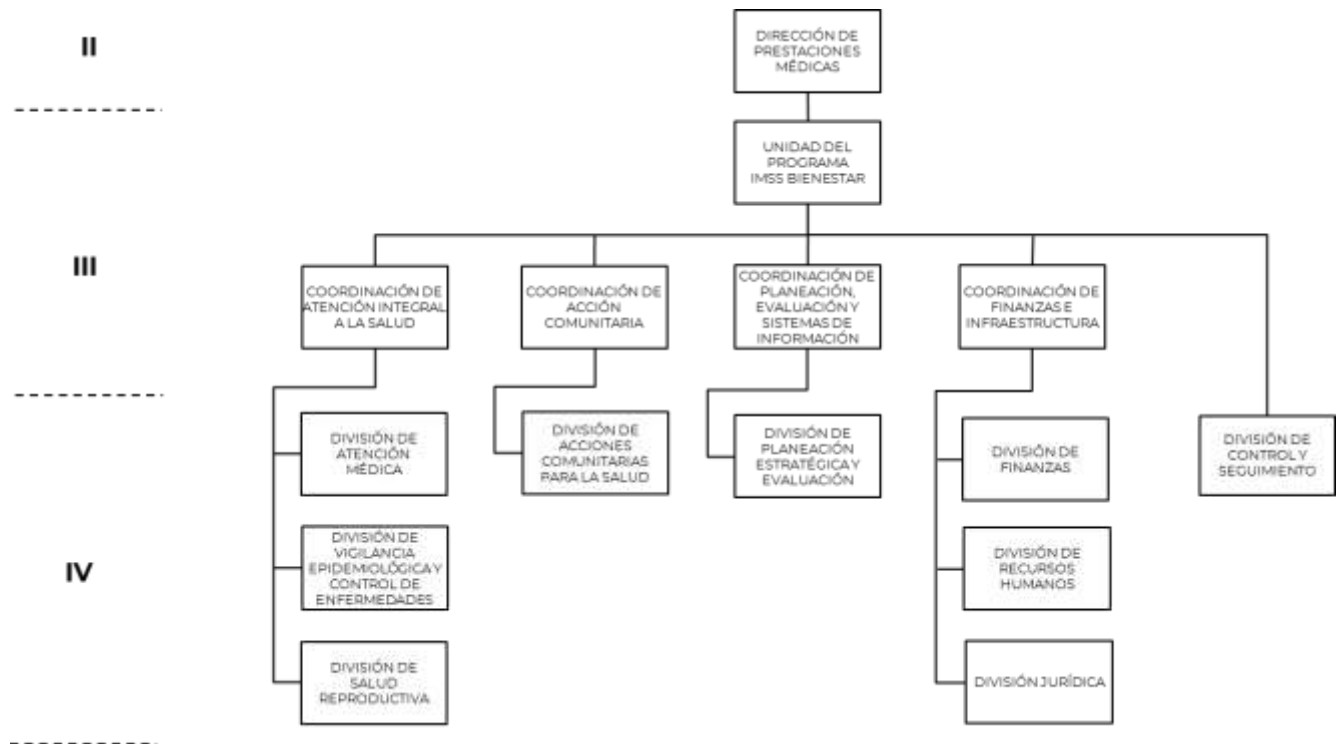 II
DIRECCIÓN DE
PRESTACIONES
MÉDICAS
UNIDAD DEL
PROGRAMA
IMSS BIENESTAR
III
COORDINACIÓN DE
ATENCIÓN INTEGRAL
A LA SALUD
COORDINACIÓN DE
ACCIÓN
COMUNITARIA
COORDINACIÓN DE
PLANEACIÓN,
EVALUACIÓN Y
SISTEMAS DE
INFORMACIÓN
COORDINACIÓN DE
FINANZAS E
INFRAESTRUCTURA
IV
DIVISIÓN DE
ATENCIÓN
MÉDICA
DIVISIÓN DE
ACCIONES
COMUNITARIAS
PARA LA SALUD
DIVISIÓN DE
PLANEACIÓN
ESTRATÉGICA Y
EVALUACIÓN
DIVISIÓN DE
FINANZAS
DIVISIÓN DE
CONTROL Y
SEGUIMIENTO
DIVISIÓN DE
VIGILANCIA
EPIDEMIOLÓGICA Y
CONTROL DE
ENFERMEDADES
DIVISIÓN DE
RECURSOS
HUMANOS
DIVISIÓN DE
SALUD
REPRODUCTIVA
DIVISIÓN JURÍDICA